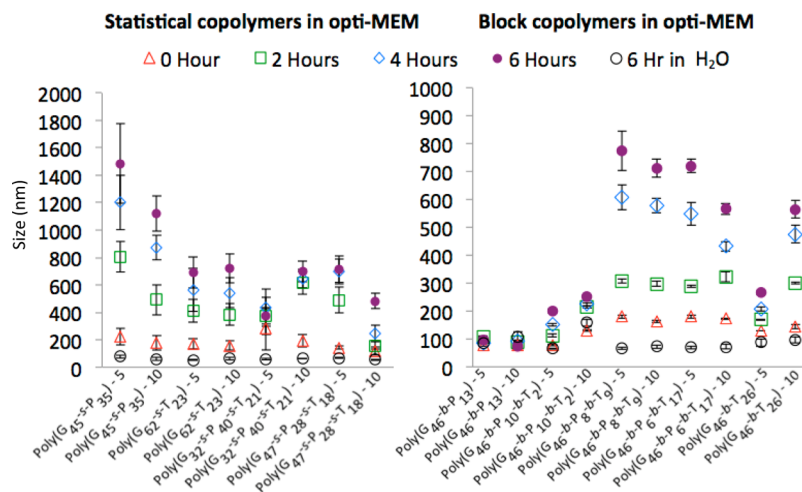 Statistical copolymers in opti-MEM
Block copolymers in opti-MEM
0 Hour 2 Hours 4 Hours 6 Hours 6 Hr in H2O
Size (nm)
2000
1800
1600
1400
1200
1000
800
600
400
200
0
Poly(G45-s-P35) - 5
Poly(G45-s-P35) - 10
Poly(G62-s-T23) - 5
Poly(G62-s-T23) - 10
Poly(G32-s-P40-s-T21) - 5
Poly(G32-s-P40-s-T21) - 10
Poly(G47-s-P28-s-T18) - 5
Poly(G47-s-P28-s-T18) - 10
1000
900
800
700
600
500
400
300
200
100
0
Poly(G46-b-P13) - 5
Poly(G46-b-P13) - 10
Poly(G46-b-P10-b-T2) - 5
Poly(G46-b-P10-b-T2) - 10
Poly(G46-b-P8-b-T9) - 5
Poly(G46-b-P8-b-T9) - 10
Poly(G46-b-P6-b-T17) - 5
Poly(G46-b-P6-b-T17) - 10
Poly(G46-b-T26) - 5
Poly(G46-b-T26) - 10